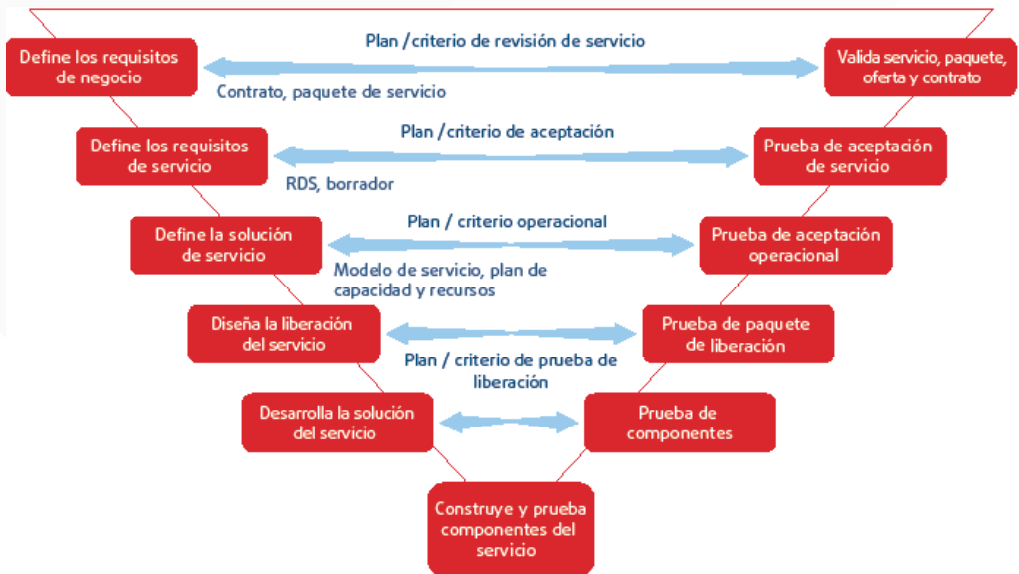 Plan /criterio de revisión de servicio
Define los requisitos
de negocio
Valida servicio, paquete,
oferta y contrato
Contrato, paquete de servicio
Plan /criterio de aceptación
Define los requisitos
de servicio
Prueba de aceptación
de servicio
RDS, borrador
Plan / criterio operacional
Define la solución
de servicio
Prueba de aceptación
operacional
Modelo de servicio, plan de
capacidad y recursos
Diseña la liberación
del servicio
Prueba de paquete
de liberación
Plan / criterio de prueba de
liberación
Desarrolla la solución
del servicio
Prueba de
componentes
Construye y prueba
componentes del
servicio